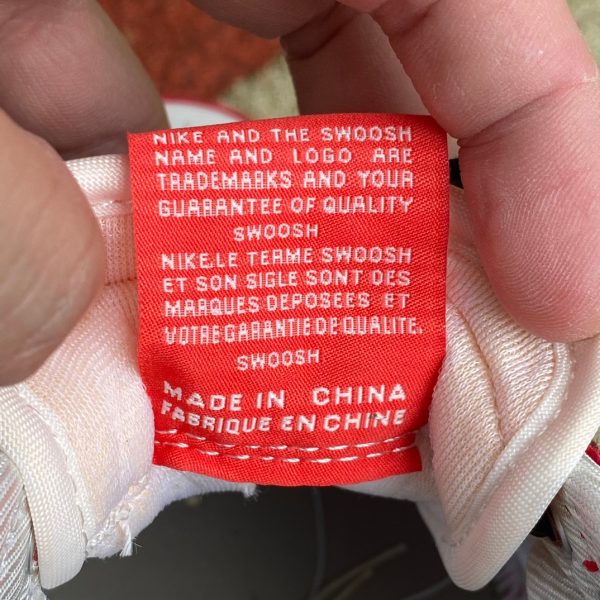 NIKE AND THE SWOOSH
NAME AND LOGO ARE
TRADEMARKS AND YOUR
GUARANTEE OF QUALITY
SWOOSH
NIKE.LE TERME SWOOSH
ET SON SIGLE SONT DES
MARQUES DEPOSEES ET
VOTRE GARANTIE DE QUALITE.
SWOOSH
MADE IN CHINA
FABRIQUE EN CHINE